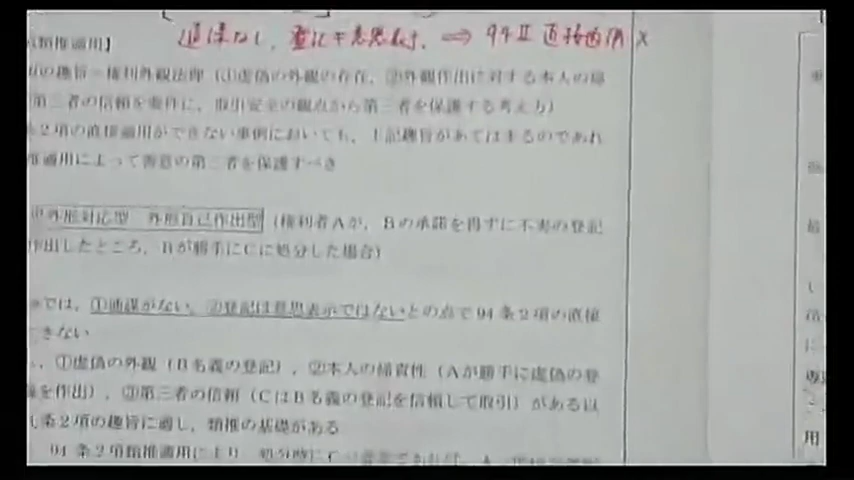 通謀なし、登記≠意思表示、⇒ 94Ⅱ 直接適用 ×
類推適用】
の趣旨＝権利外観法理（①虚偽の外観の存在、②外観作出に対する本人の帰
第三者の信頼を要件に、取引安全の観点から第三者を保護する考え方）
条2項の直接適用ができない事例においても、上記趣旨があてはまるのであれ
推適用によって善意の第三者を保護すべき
外形対応型 外形自己作出型（権利者Aが、Bの承諾を得ずに不実の登記
作出したところ、Bが勝手にCに処分した場合）
では、①通謀がない、②登記は意思表示ではないとの点で94条2項の直接
できない
、①虚偽の外観（B名義の登記）、②本人の帰責性（Aが勝手に虚偽の登
を作出）、③第三者の信頼（CはB名義の登記を信頼して取引）がある以
条2項の趣旨に適し、類推の基礎がある
94条2項類推適用により、処分時にC
用